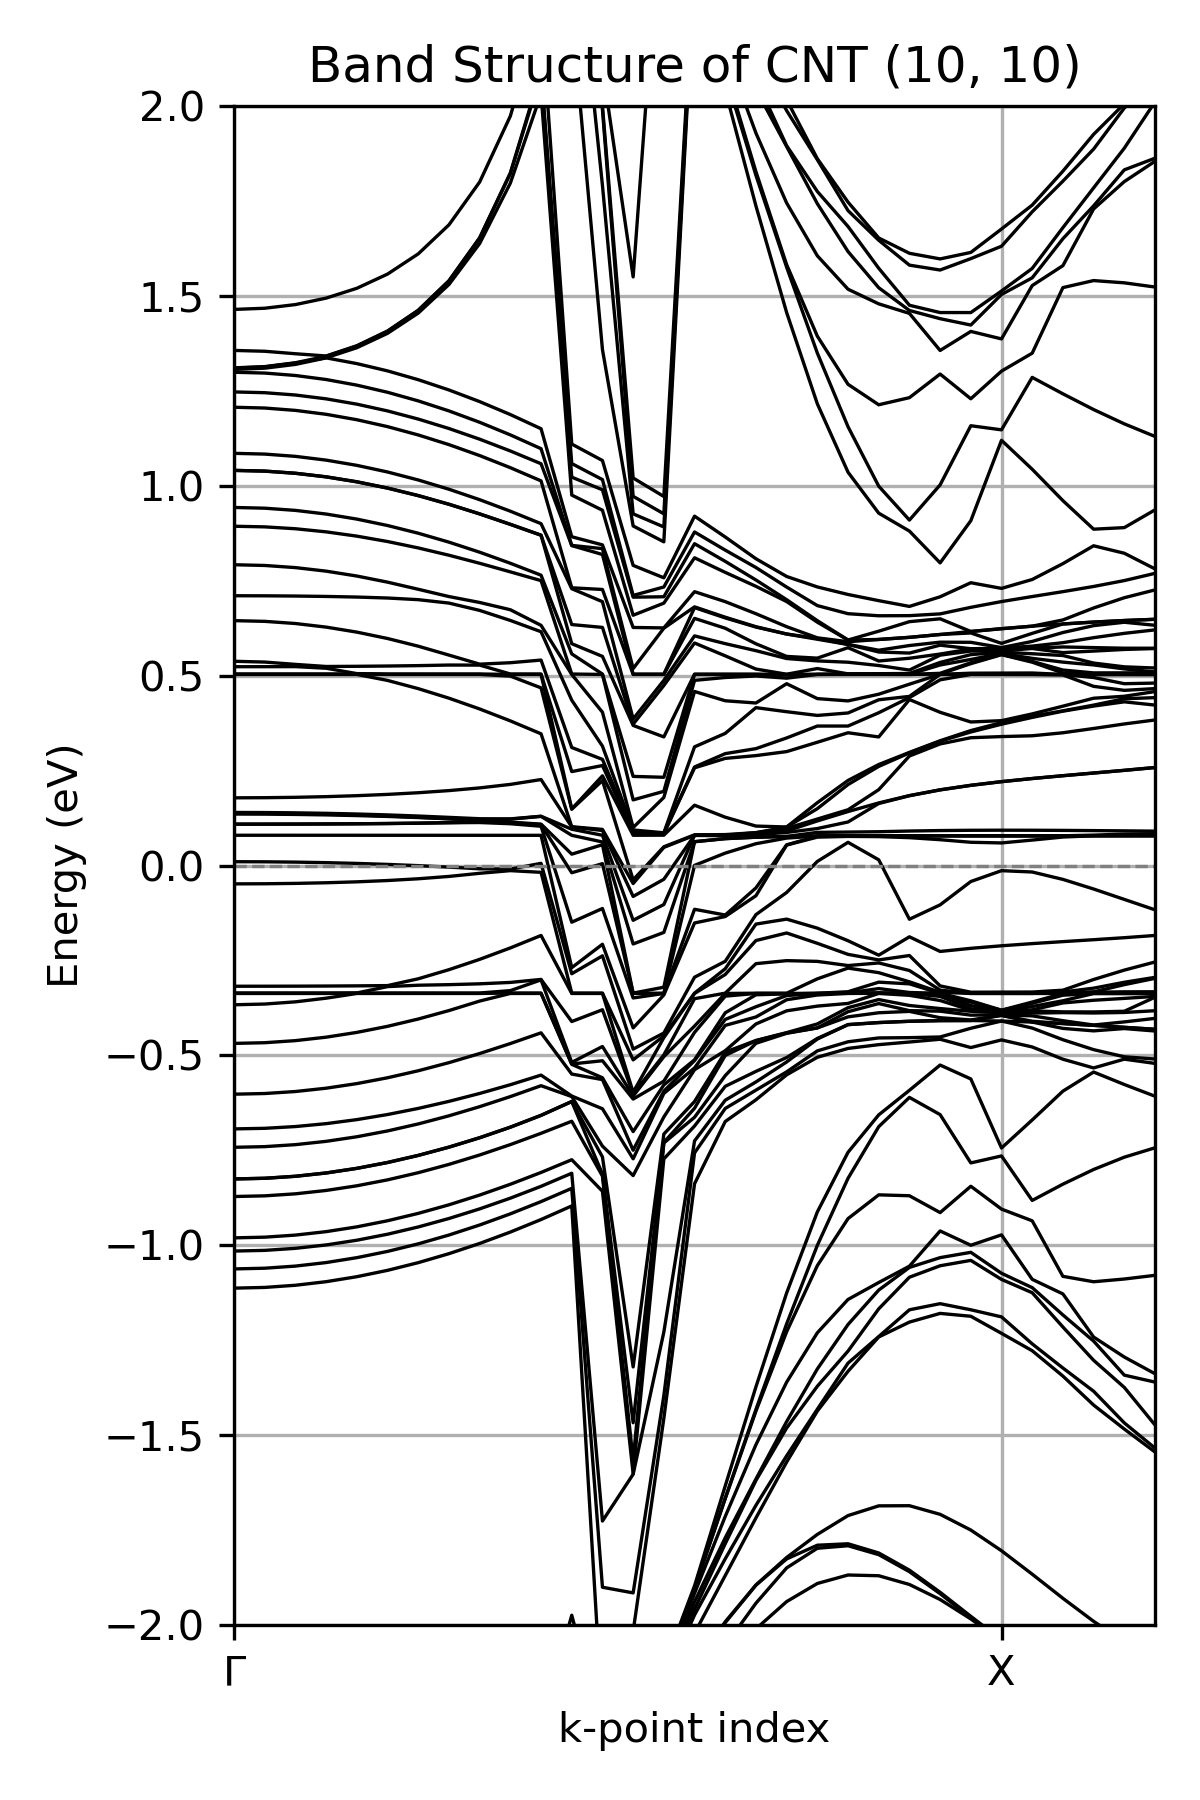 Band Structure of CNT (10, 10)
2.0
1.5
1.0
0.5
0.0
−0.5
−1.0
−1.5
−2.0
Energy (eV)
Γ X
k-point index